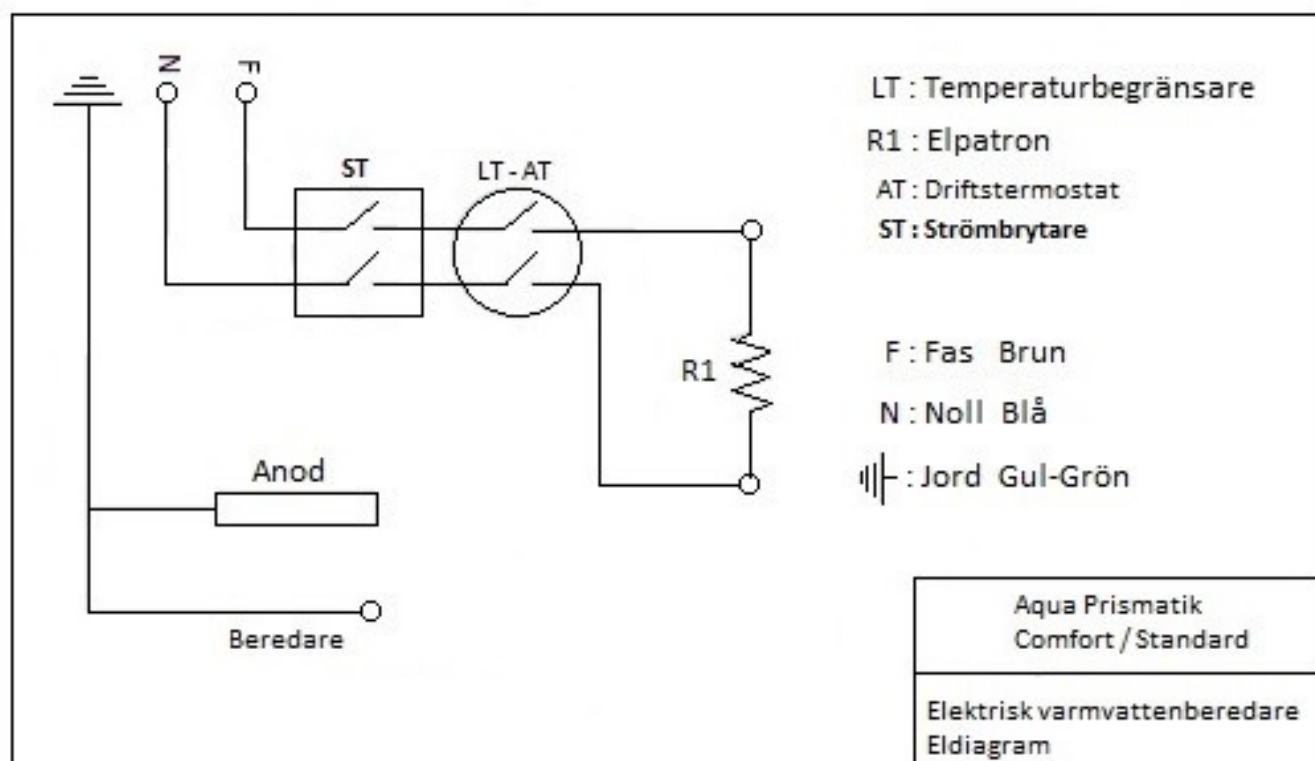 N
F
ST
LT - AT
R1
Anod
Beredare
LT : Temperaturbegränsare
R1 : Elpatron
AT : Driftstermostat
ST : Strömbrytare
F : Fas Brun
N : Noll Blå
: Jord Gul-Grön
Aqua Prismatik
Comfort / Standard
Elektrisk varmvattenberedare
Eldiagram